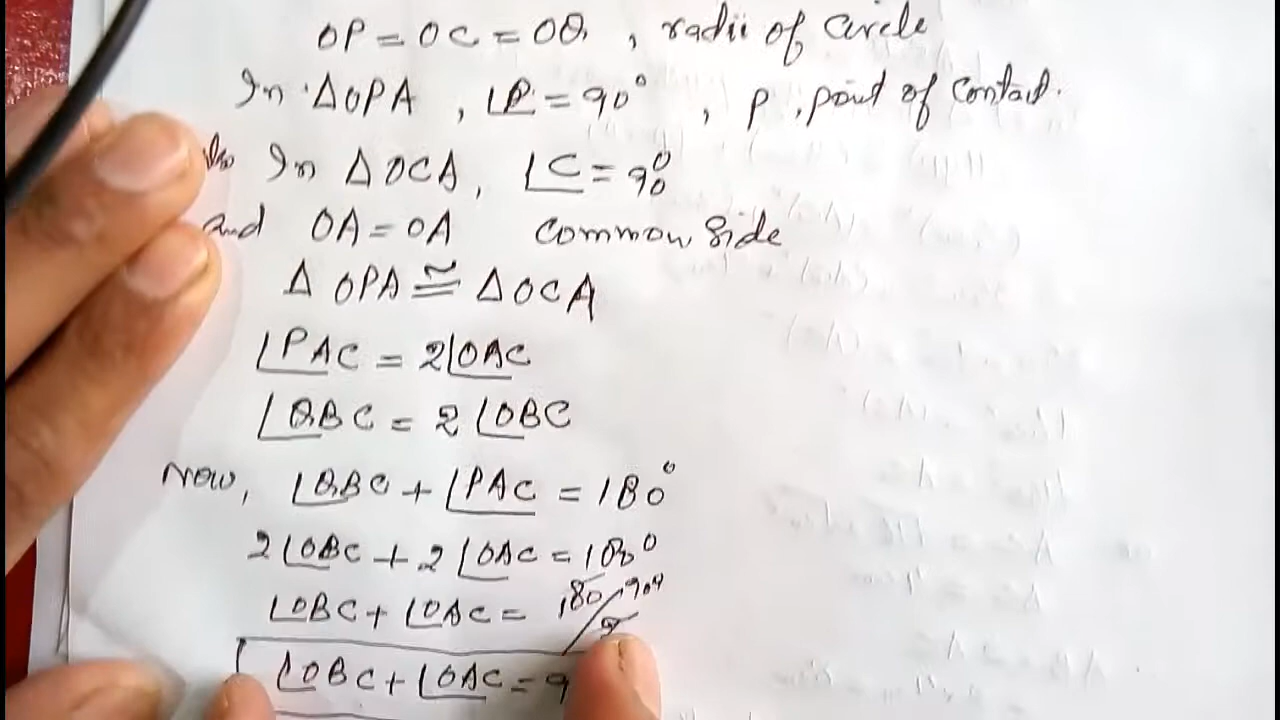 OP = OC = OQ, radii of circle
In ΔOPA, ∠P = 90°, P, point of contact.
In ΔOCA, ∠C = 90°
and OA = OA common side
ΔOPA ≅ ΔOCA
∠PAC = 2∠OAC
∠QBC = 2∠OBC
Now, ∠QBC + ∠PAC = 180°
2∠OBC + 2∠OAC = 180°
∠OBC + ∠OAC = 180/2
∠OBC + ∠OAC = 9